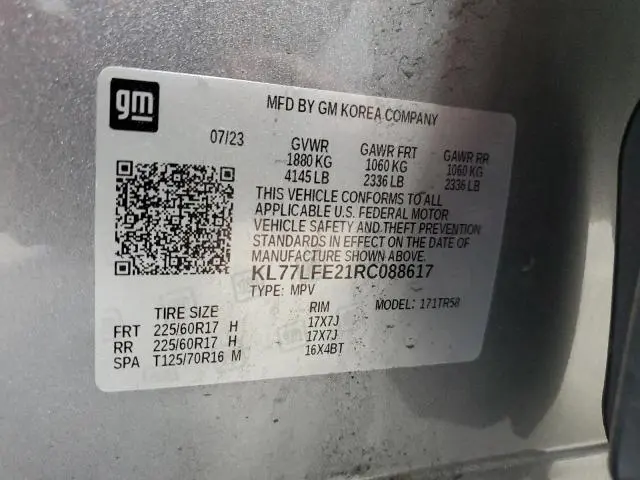 gm
MFD BY GM KOREA COMPANY
07/23 GVWR GAWR FRT GAWR RR
1880 KG 1060 KG 1060 KG
4145 LB 2336 LB 2336 LB
THIS VEHICLE CONFORMS TO ALL
APPLICABLE U.S. FEDERAL MOTOR
VEHICLE SAFETY AND.THEFT PREVENTION
STANDARDS IN EFFECT ON THE DATE OF
MANUFACTURE SHOWN ABOVE.
KL77LFE21RC088617
TYPE: MPV MODEL: 171TR58
TIRE SIZE RIM
FRT 225/60R17 H 17X7J
RR 225/60R17 H 17X7J
SPA T125/70R16 M 16X4BT